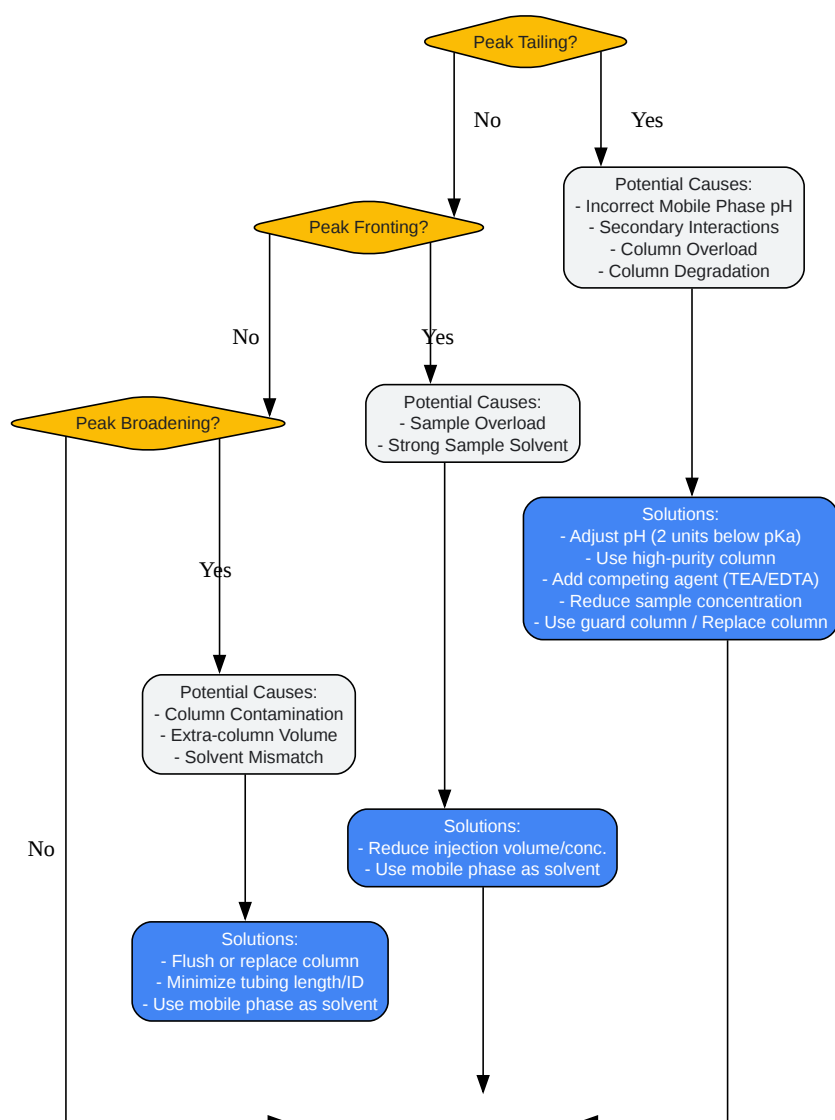 Peak Tailing?
No
Yes
Potential Causes:
- Incorrect Mobile Phase pH
- Secondary Interactions
- Column Overload
- Column Degradation
Peak Fronting?
No
Yes
Potential Causes:
- Sample Overload
- Strong Sample Solvent
Peak Broadening?
Solutions:
- Adjust pH (2 units below pKa)
- Use high-purity column
- Add competing agent (TEA/EDTA)
- Reduce sample concentration
- Use guard column / Replace column
Yes
Potential Causes:
- Column Contamination
- Extra-column Volume
- Solvent Mismatch
No
Solutions:
- Reduce injection volume/conc.
- Use mobile phase as solvent
Solutions:
- Flush or replace column
- Minimize tubing length/ID
- Use mobile phase as solvent